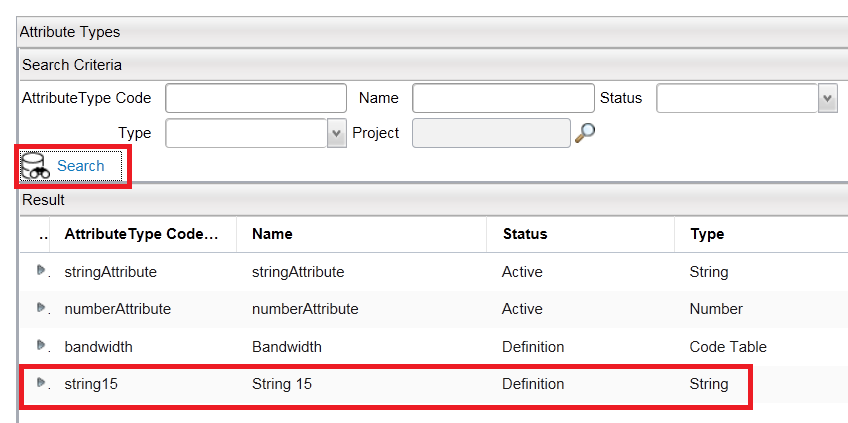 Attribute Types
Search Criteria
AttributeType Code Name Status
Type Project
Search
Result
.. AttributeType Code... Name Status Type
stringAttribute stringAttribute Active String
numberAttribute numberAttribute Active Number
bandwidth Bandwidth Definition Code Table
string15 String 15 Definition String